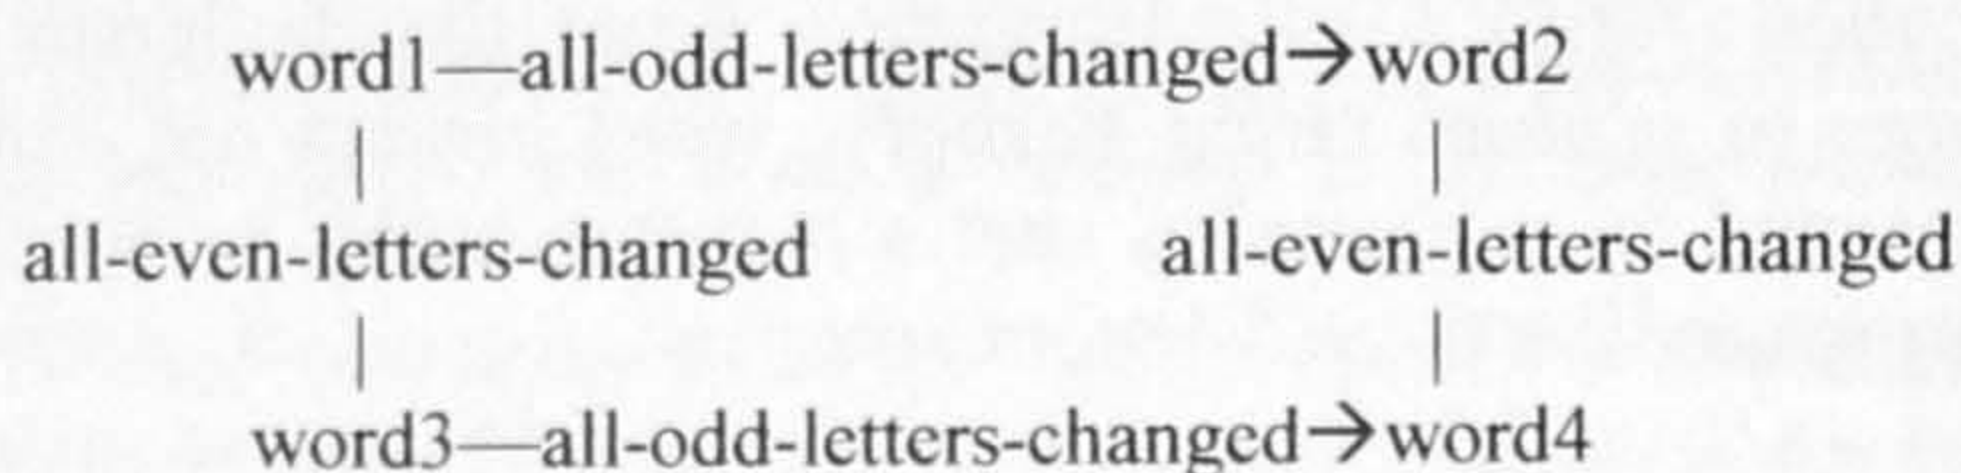 word1—all-odd-letters-changed→word2
| |
all-even-letters-changed all-even-letters-changed
| |
word3—all-odd-letters-changed→word4